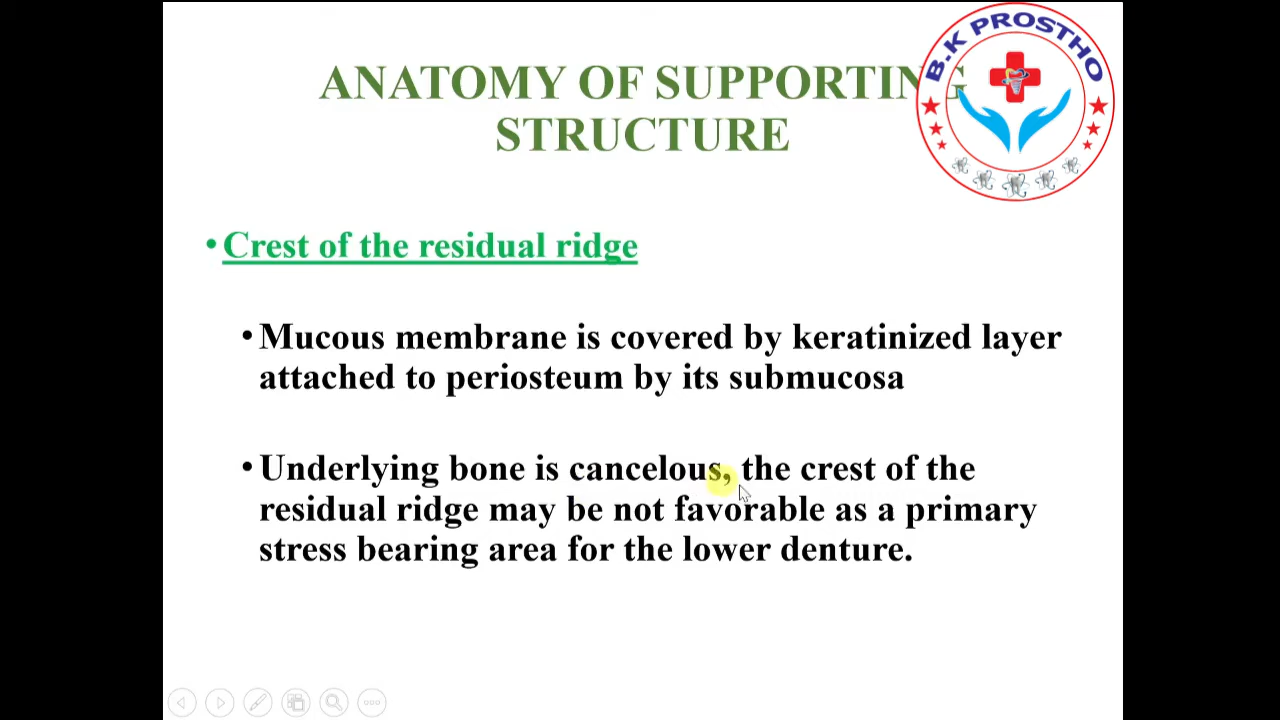 B.K PROSTHO
ANATOMY OF SUPPORTING
STRUCTURE
• Crest of the residual ridge
• Mucous membrane is covered by keratinized layer
attached to periosteum by its submucosa
• Underlying bone is cancelous, the crest of the
residual ridge may be not favorable as a primary
stress bearing area for the lower denture.